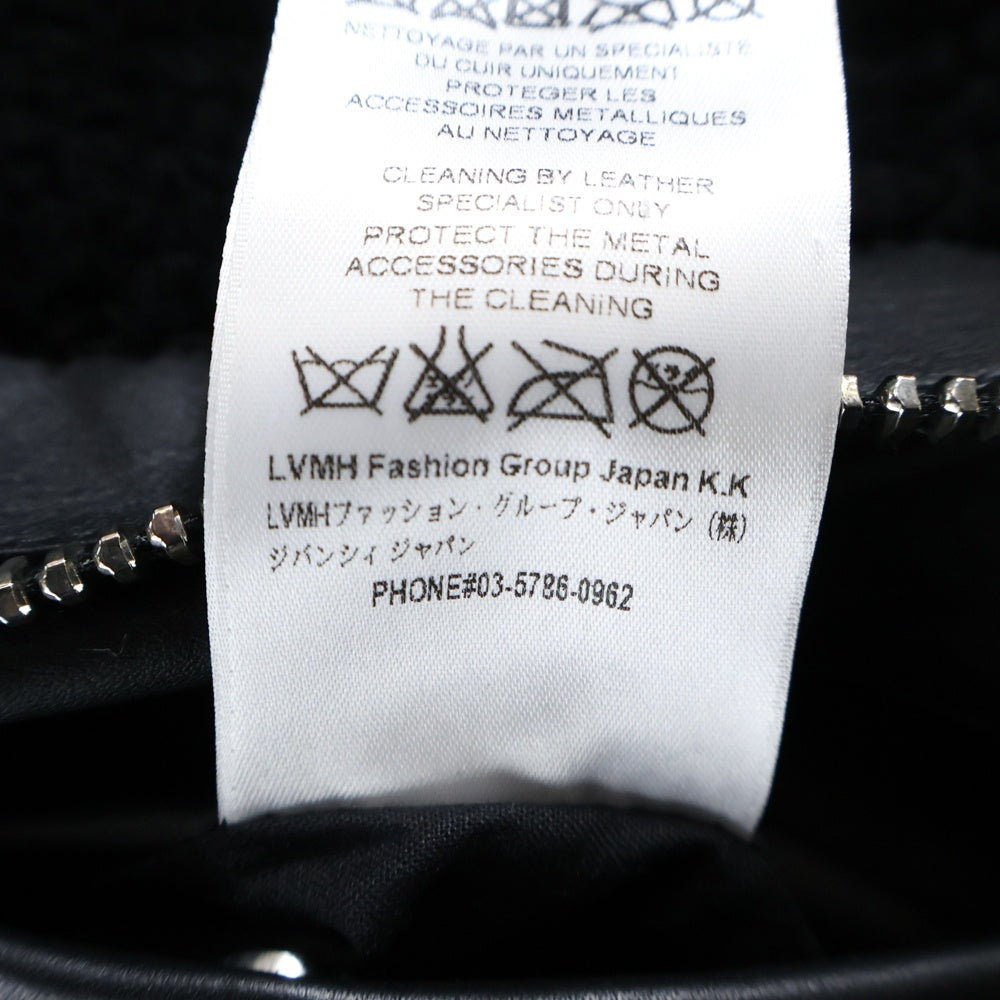 NETTOYAGE PAR UN SPECIALISTE
DU CUIR UNIQUEMENT
PROTEGER LES
ACCESSOIRES METALLIQUES
AU NETTOYAGE
CLEANING BY LEATHER
SPECIALIST ONLY
PROTECT THE METAL
ACCESSORIES DURING
THE CLEANING
LVMH Fashion Group Japan K.K
LVMHファッション・グループ・ジャパン (株)
ジバンシィ ジャパン
PHONE#03-5786-0962